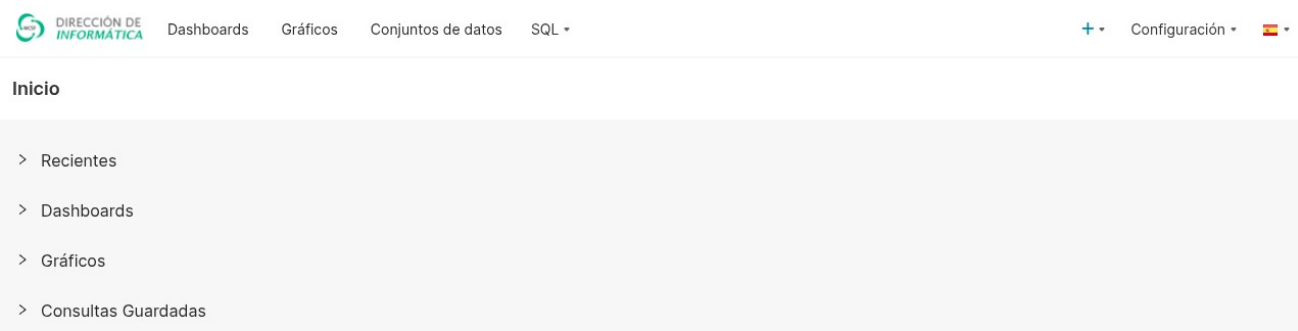 DIRECCIÓN DE
INFORMÁTICA
Dashboards Gráficos Conjuntos de datos SQL
+ Configuración
Inicio
Recientes
Dashboards
Gráficos
Consultas Guardadas